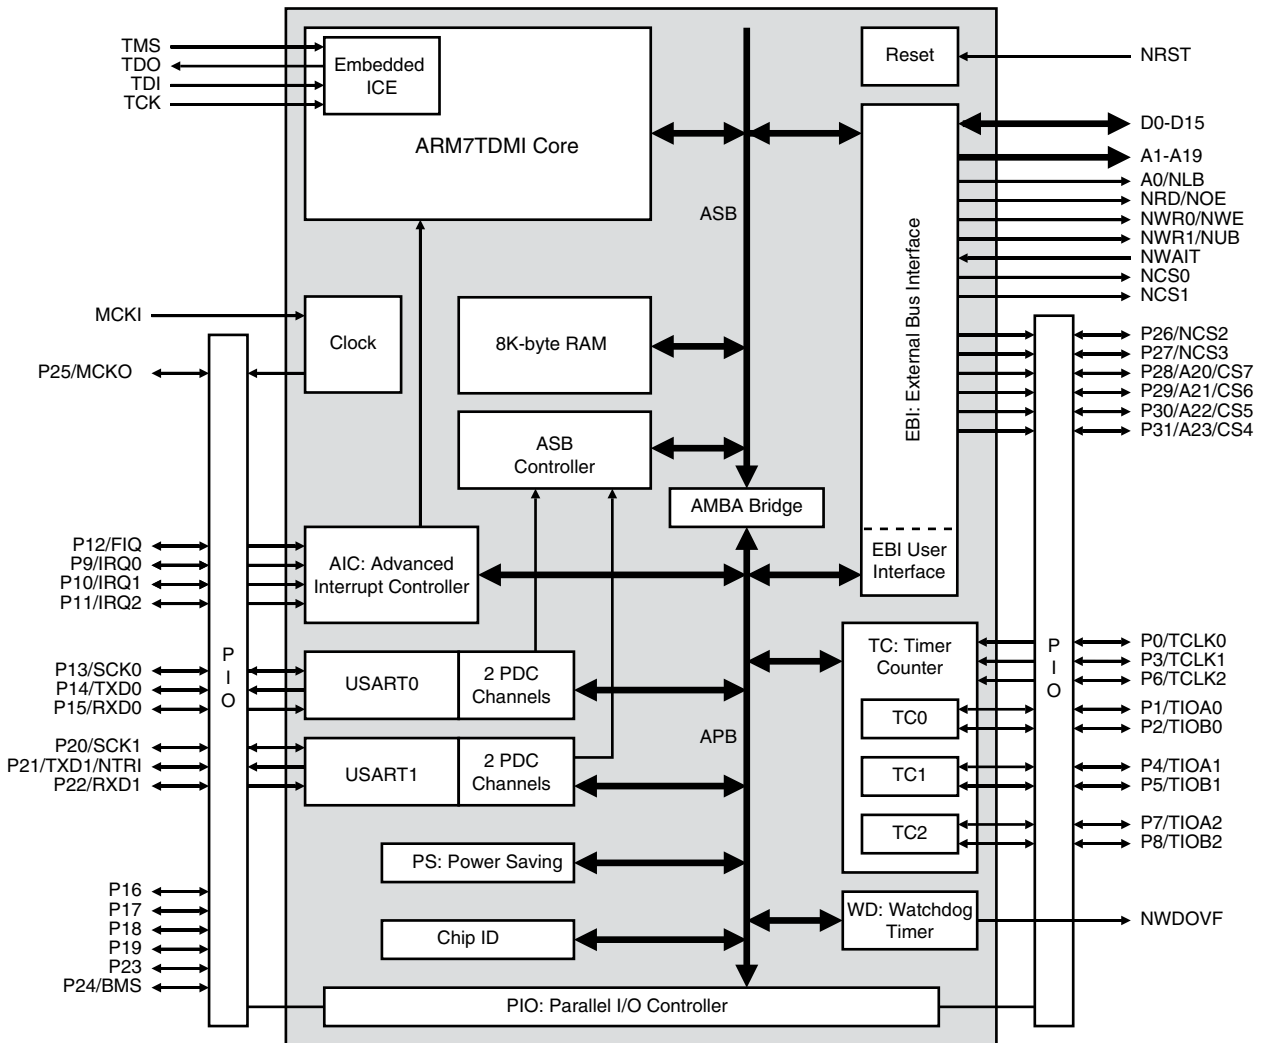 TMS
TDO
TDI
TCK
Embedded
ICE
ARM7TDMI Core
Reset
NRST
D0-D15
A1-A19
A0/NLB
NRD/NOE
NWR0/NWE
NWR1/NUB
NWAIT
NCS0
NCS1
ASB
EBI: External Bus Interface
MCKI
Clock
8K-byte RAM
P25/MCKO
P26/NCS2
P27/NCS3
P28/A20/CS7
P29/A21/CS6
P30/A22/CS5
P31/A23/CS4
ASB
Controller
AMBA Bridge
P12/FIQ
P9/IRQ0
P10/IRQ1
P11/IRQ2
AIC: Advanced
Interrupt Controller
EBI User
Interface
P13/SCK0
P14/TXD0
P15/RXD0
P
I
O
USART0
2 PDC
Channels
TC: Timer
Counter
P
I
O
P0/TCLK0
P3/TCLK1
P6/TCLK2
P20/SCK1
P21/TXD1/NTRI
P22/RXD1
USART1
2 PDC
Channels
APB
TC0
P1/TIOA0
P2/TIOB0
TC1
P4/TIOA1
P5/TIOB1
TC2
P7/TIOA2
P8/TIOB2
PS: Power Saving
P16
P17
P18
P19
P23
P24/BMS
Chip ID
WD: Watchdog
Timer
NWDOVF
PIO: Parallel I/O Controller